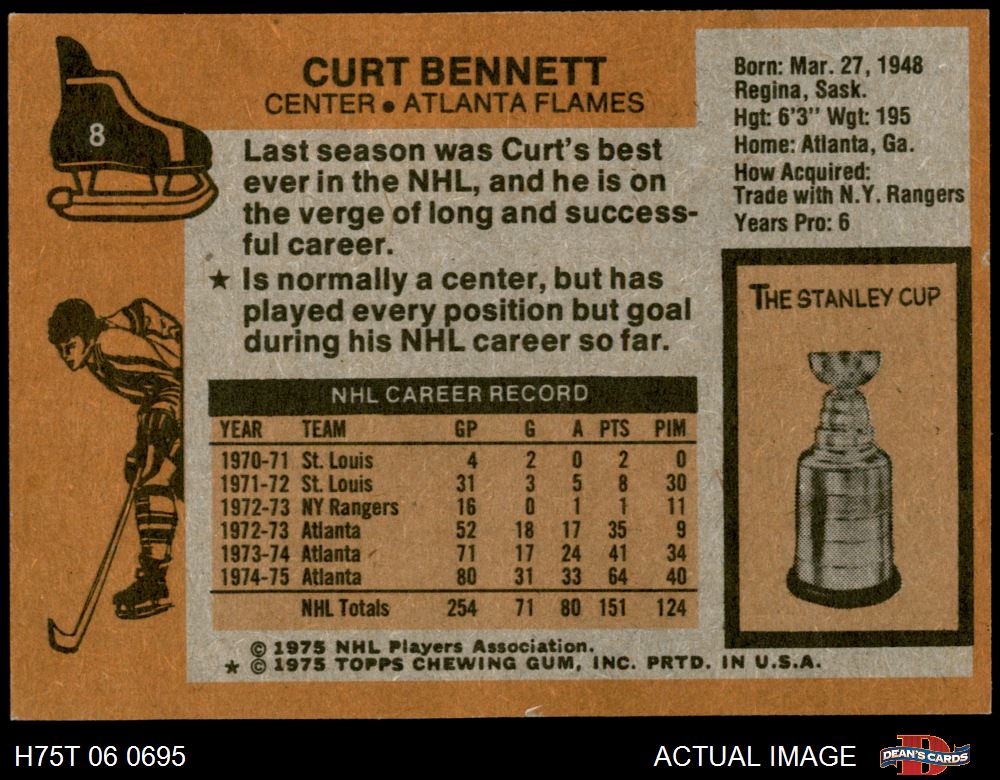 8
CURT BENNETT
CENTER ● ATLANTA FLAMES
Last season was Curt's best
ever in the NHL, and he is on
the verge of long and success-
ful career.
★ Is normally a center, but has
played every position but goal
during his NHL career so far.
Born: Mar. 27, 1948
Regina, Sask.
Hgt: 6'3" Wgt: 195
Home: Atlanta, Ga.
How Acquired:
Trade with N.Y. Rangers
Years Pro: 6
THE STANLEY CUP
NHL CAREER RECORD
YEAR TEAM GP G A PTS PIM
1970-71 St. Louis 4 2 0 2 0
1971-72 St. Louis 31 3 5 8 30
1972-73 NY Rangers 16 0 1 1 11
1972-73 Atlanta 52 18 17 35 9
1973-74 Atlanta 71 17 24 41 34
1974-75 Atlanta 80 31 33 64 40
NHL Totals 254 71 80 151 124
© 1975 NHL Players Association.
★ © 1975 TOPPS CHEWING GUM, INC. PRTD. IN U.S.A.
H75T 06 0695
ACTUAL IMAGE
D
DEAN'S CARDS